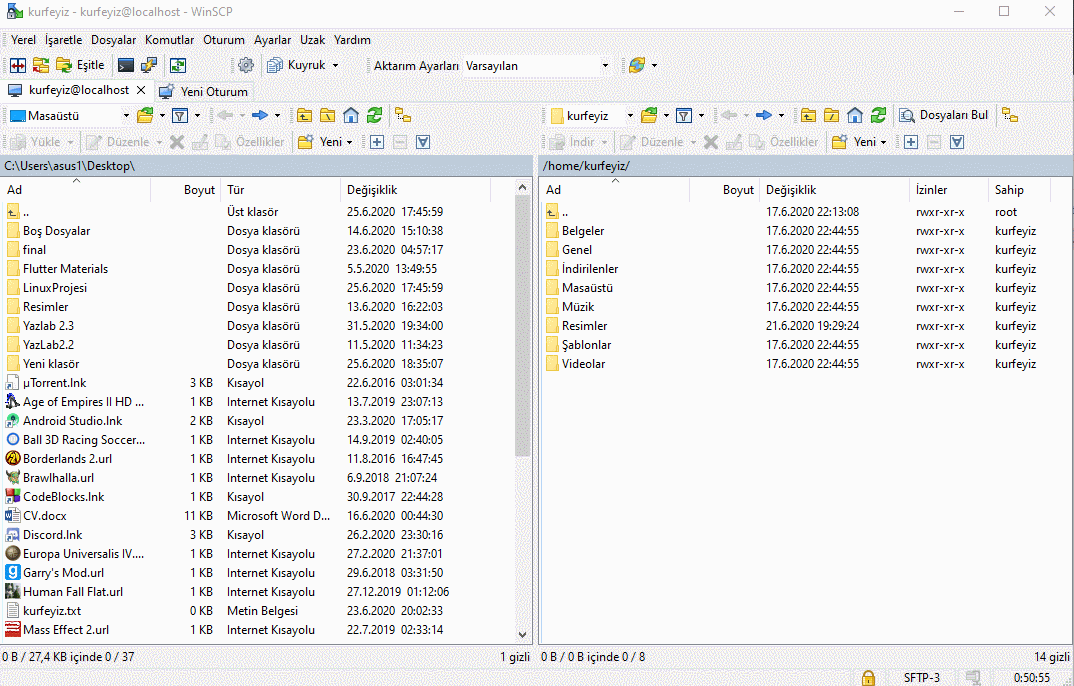 kurfeyiz - kurfeyiz@localhost - WinSCP
Yerel İşaretle Dosyalar Komutlar Oturum Ayarlar Uzak Yardım
Eşitle Kuyruk Aktarım Ayarları Varsayılan
kurfeyiz@localhost Yeni Oturum
Masaüstü kurfeyiz Dosyaları Bul
Yükle Düzenle Özellikler Yeni İndir Düzenle Özellikler Yeni
C:\Users\asus1\Desktop\ /home/kurfeyiz/
Ad Boyut Tür Değişiklik Ad Boyut Değişiklik İzinler Sahip
.. Üst klasör 25.6.2020 17:45:59 .. 17.6.2020 22:13:08 rwxr-xr-x root
Boş Dosyalar Dosya klasörü 14.6.2020 15:10:38 Belgeler 17.6.2020 22:44:55 rwxr-xr-x kurfeyiz
final Dosya klasörü 23.6.2020 04:57:17 Genel 17.6.2020 22:44:55 rwxr-xr-x kurfeyiz
Flutter Materials Dosya klasörü 5.5.2020 13:49:55 İndirilenler 17.6.2020 22:44:55 rwxr-xr-x kurfeyiz
LinuxProjesi Dosya klasörü 25.6.2020 17:45:59 Masaüstü 17.6.2020 22:44:55 rwxr-xr-x kurfeyiz
Resimler Dosya klasörü 13.6.2020 16:22:03 Müzik 17.6.2020 22:44:55 rwxr-xr-x kurfeyiz
Yazlab 2.3 Dosya klasörü 31.5.2020 19:34:00 Resimler 21.6.2020 19:29:24 rwxr-xr-x kurfeyiz
YazLab2.2 Dosya klasörü 11.5.2020 11:34:23 Şablonlar 17.6.2020 22:44:55 rwxr-xr-x kurfeyiz
Yeni klasör Dosya klasörü 25.6.2020 18:35:07 Videolar 17.6.2020 22:44:55 rwxr-xr-x kurfeyiz
µTorrent.lnk 3 KB Kısayol 22.6.2016 03:01:34
Age of Empires II HD ... 1 KB Internet Kısayolu 13.7.2019 23:07:13
Android Studio.lnk 2 KB Kısayol 23.3.2020 17:05:17
Ball 3D Racing Soccer... 1 KB Internet Kısayolu 14.9.2019 02:40:05
Borderlands 2.url 1 KB Internet Kısayolu 11.8.2016 16:47:45
Brawlhalla.url 1 KB Internet Kısayolu 6.9.2018 21:07:24
CodeBlocks.lnk 1 KB Kısayol 30.9.2017 22:44:28
CV.docx 11 KB Microsoft Word D... 16.6.2020 00:44:30
Discord.lnk 3 KB Kısayol 26.2.2020 23:30:16
Europa Universalis IV.... 1 KB Internet Kısayolu 27.2.2020 21:37:01
Garry's Mod.url 1 KB Internet Kısayolu 29.6.2018 03:31:50
Human Fall Flat.url 1 KB Internet Kısayolu 27.12.2019 01:12:06
kurfeyiz.txt 0 KB Metin Belgesi 23.6.2020 20:02:33
Mass Effect 2.url 1 KB Internet Kısayolu 22.7.2019 02:33:14
0 B / 27,4 KB içinde 0 / 37 1 gizli 0 B / 0 B içinde 0 / 8 14 gizli
SFTP-3 0:50:55